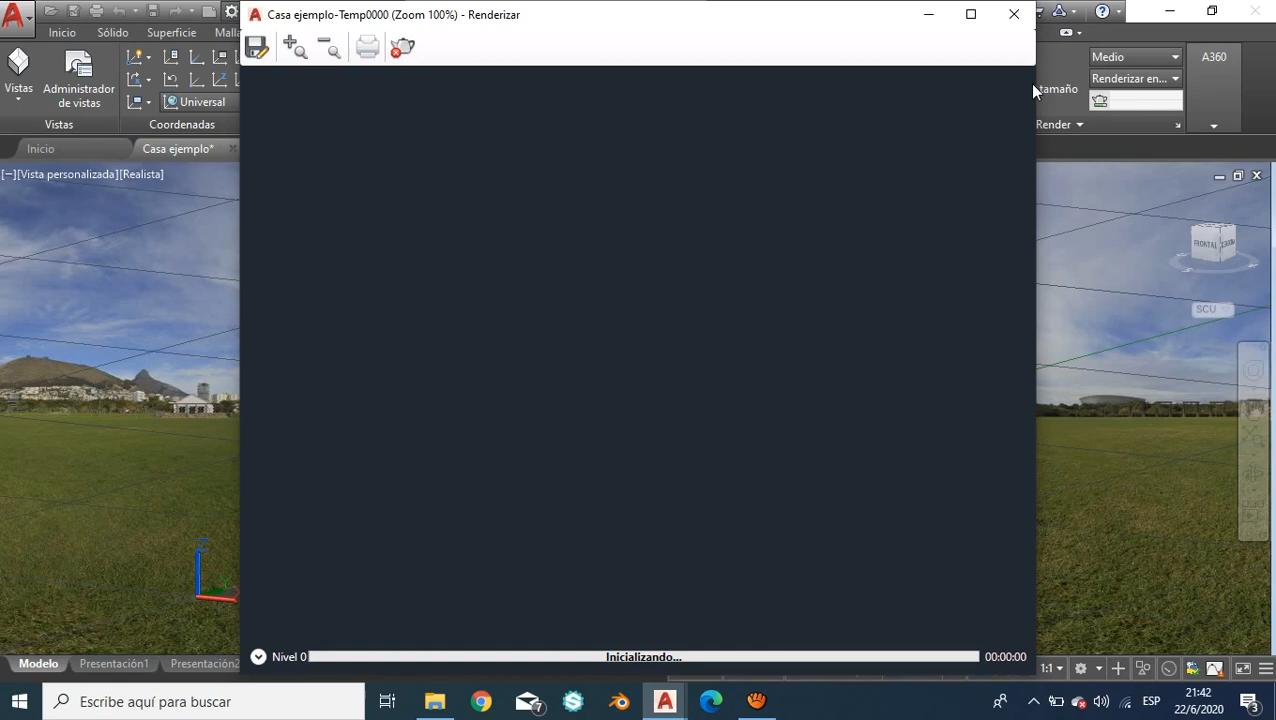 Casa ejemplo-Temp0000 (Zoom 100%) - Renderizar
Inicio
Sólido
Superficie
Malla
Vistas
Administrador
de vistas
Universal
Vistas
Coordenadas
Medio
Renderizar en...
tamaño
Render
A360
Inicio
Casa ejemplo*
[−][Vista personalizada][Realista]
FRONTAL
SCU
Nivel 0
Inicializando...
00:00:00
Modelo
Presentación1
Presentación2
1:1
Escribe aquí para buscar
7
ESP
21:42
22/6/2020
3